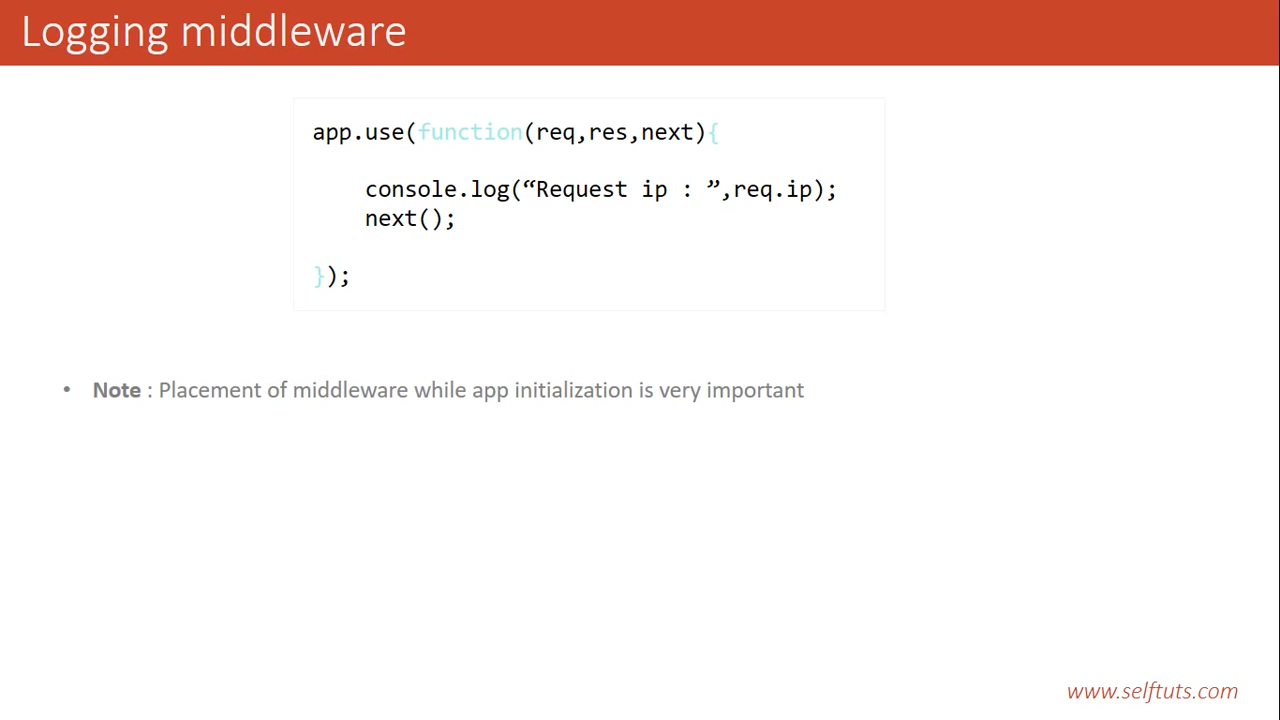 Logging middleware
app.use(function(req,res,next){
console.log(“Request ip : ”,req.ip);
next();
});
• Note : Placement of middleware while app initialization is very important
www.selftuts.com